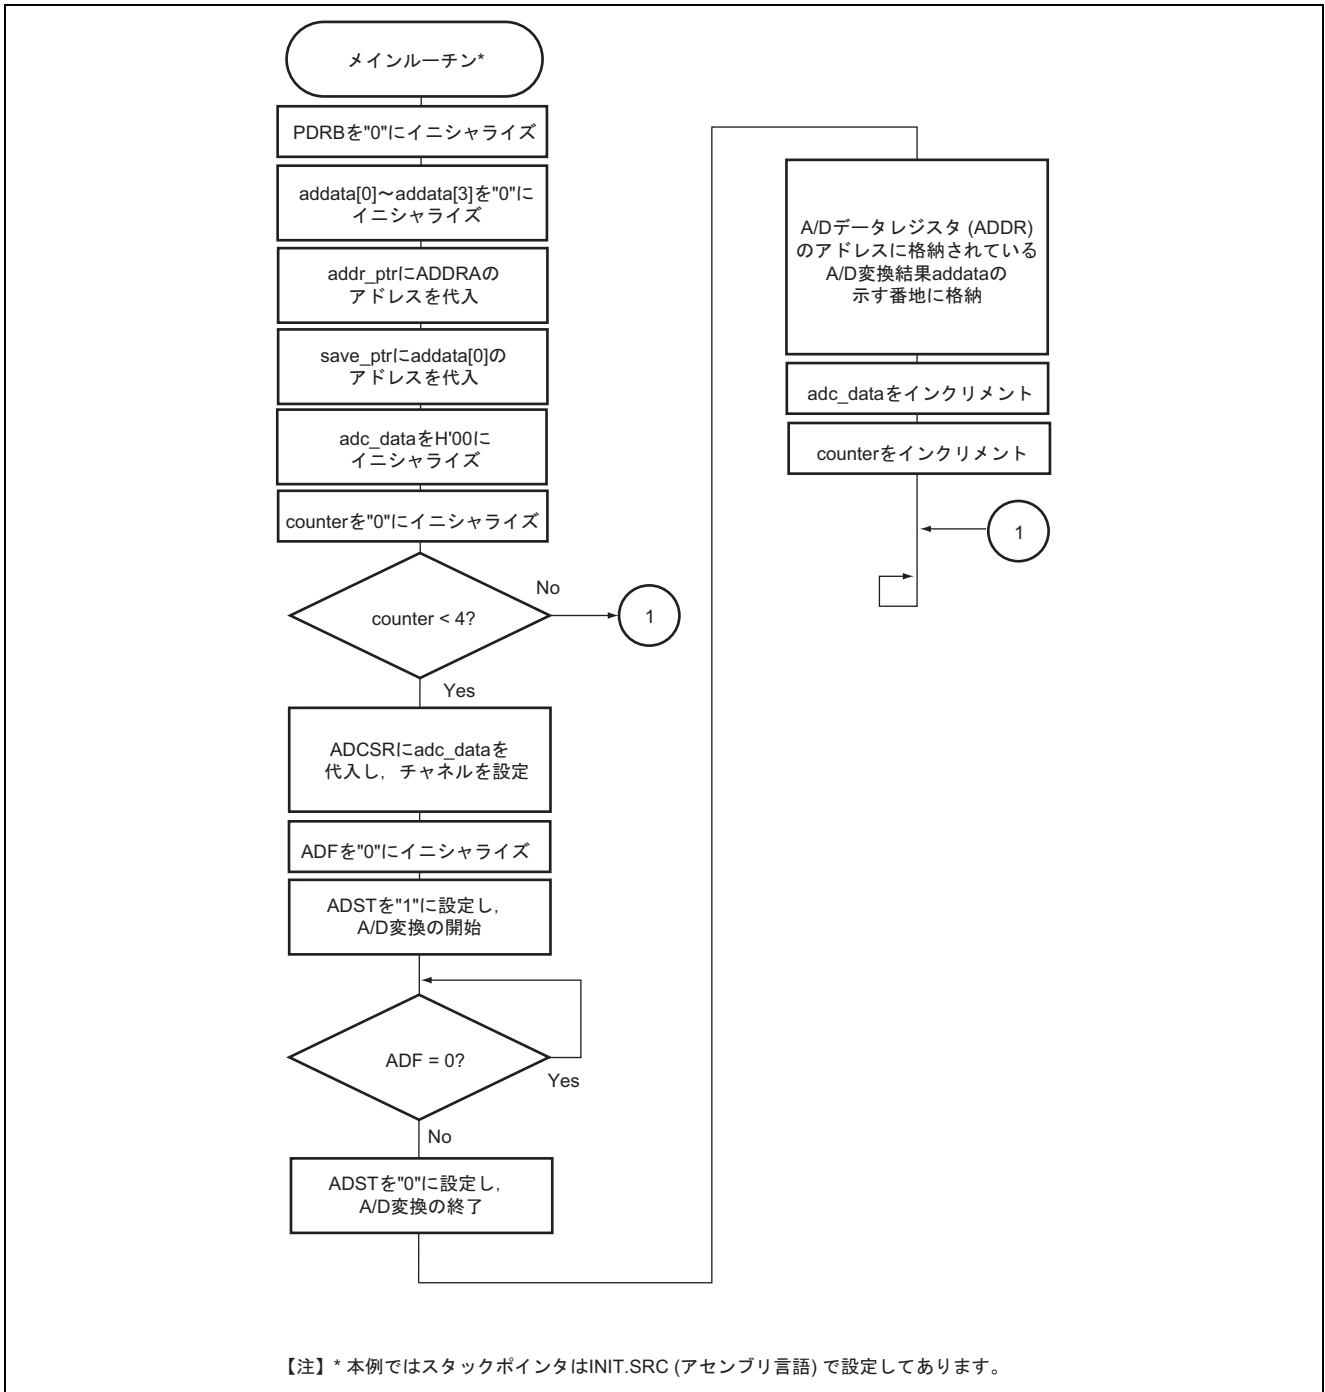 メインルーチン*
PDRBを"0"にイニシャライズ
addata[0]～addata[3]を"0"に
イニシャライズ
addr_ptrにADDRAの
アドレスを代入
save_ptrにaddata[0]の
アドレスを代入
adc_dataをH'00に
イニシャライズ
counterを"0"にイニシャライズ
counter < 4?
No
1
Yes
ADCSRにadc_dataを
代入し，チャネルを設定
ADFを"0"にイニシャライズ
ADSTを"1"に設定し，
A/D変換の開始
ADF = 0?
Yes
No
ADSTを"0"に設定し，
A/D変換の終了
A/Dデータレジスタ (ADDR)
のアドレスに格納されている
A/D変換結果addataの
示す番地に格納
adc_dataをインクリメント
counterをインクリメント
1
【注】* 本例ではスタックポインタはINIT.SRC (アセンブリ言語) で設定してあります。